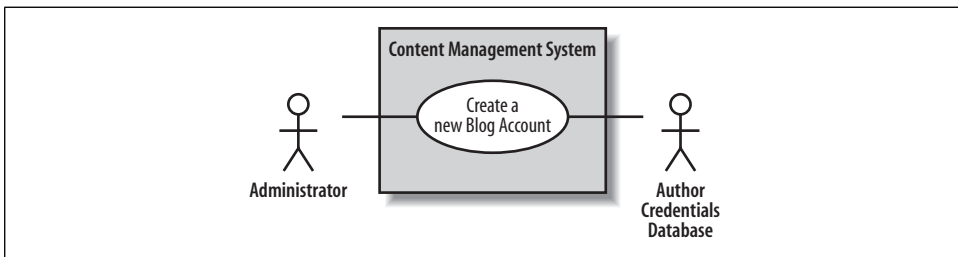 Content Management System
Create a
new Blog Account
Administrator
Author
Credentials
Database